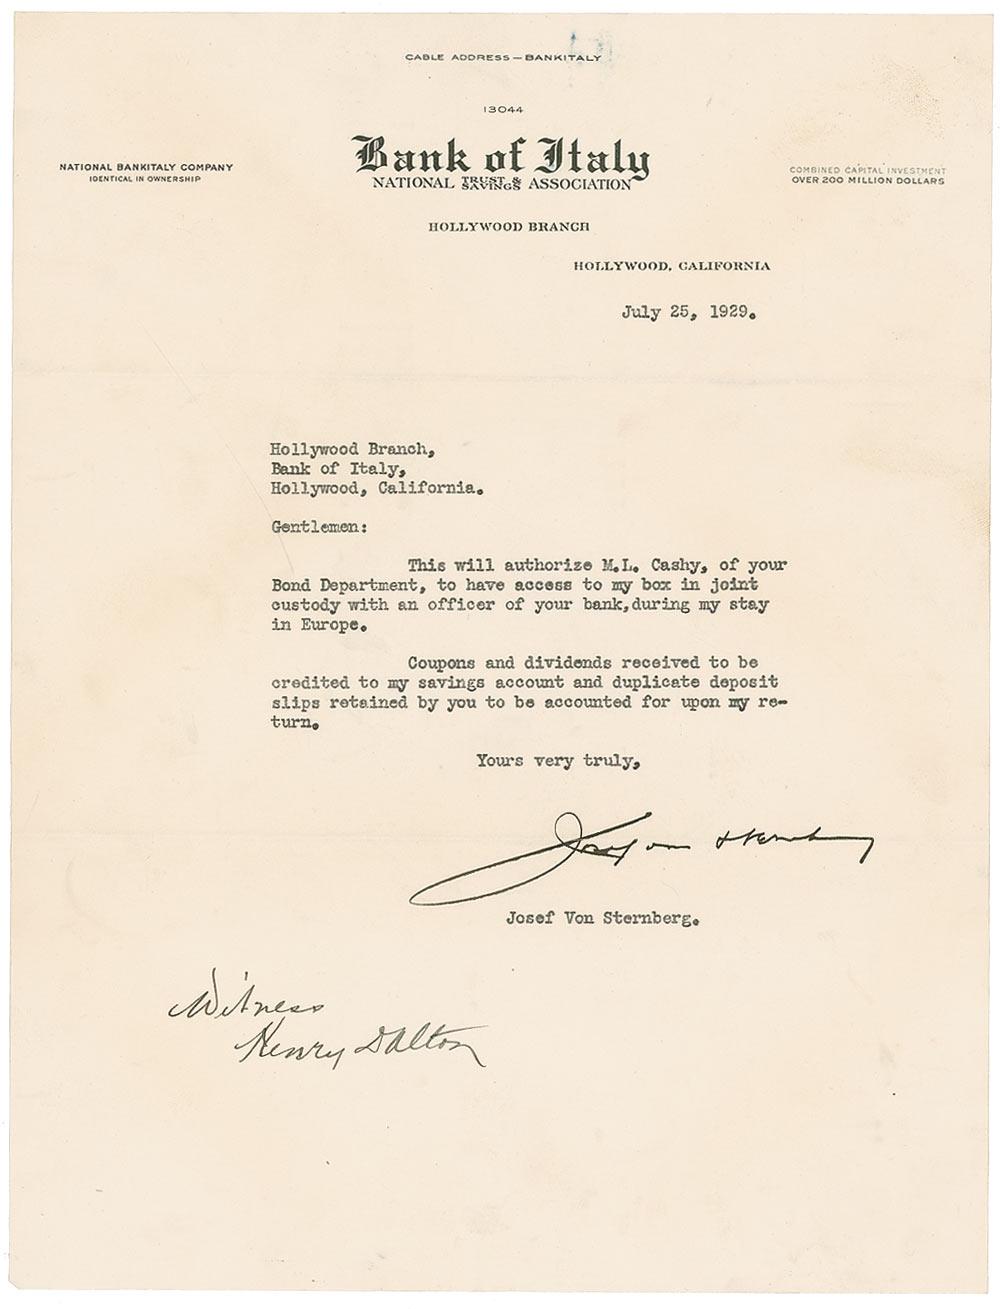 CABLE ADDRESS—BANKITALY
13044
Bank of Italy
NATIONAL TRUST & SAVINGS ASSOCIATION
NATIONAL BANKITALY COMPANY
IDENTICAL IN OWNERSHIP
COMBINED CAPITAL INVESTMENT
OVER 200 MILLION DOLLARS
HOLLYWOOD BRANCH
HOLLYWOOD, CALIFORNIA
July 25, 1929.
Hollywood Branch,
Bank of Italy,
Hollywood, California.
Gentlemen:
This will authorize M.L. Cashy, of your
Bond Department, to have access to my box in joint
custody with an officer of your bank,during my stay
in Europe.
Coupons and dividends received to be
credited to my savings account and duplicate deposit
slips retained by you to be accounted for upon my re-
turn.
Yours very truly,
Josef von Sternberg
Josef Von Sternberg.
Witness
Henry Dalton